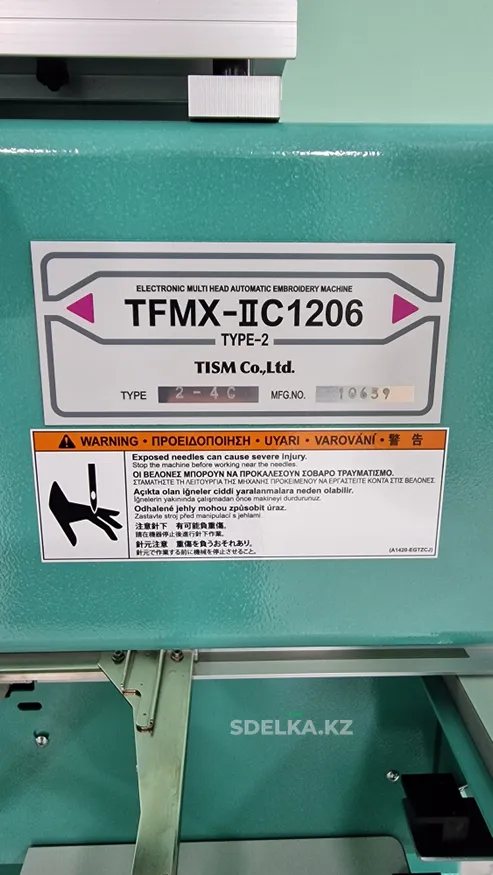 ELECTRONIC MULTI HEAD AUTOMATIC EMBROIDERY MACHINE
TFMX-IIC1206
TYPE-2
TISM Co.,Ltd.
TYPE 2-4C MFG.NO. 10639
WARNING · ΠΡΟΕΙΔΟΠΟΙΗΣΗ · UYARI · VAROVÁNÍ · 警 告
Exposed needles can cause severe injury.
Stop the machine before working near the needles.
ΟΙ ΒΕΛΟΝΕΣ ΜΠΟΡΟΥΝ ΝΑ ΠΡΟΚΑΛΕΣΟΥΝ ΣΟΒΑΡΟ ΤΡΑΥΜΑΤΙΣΜΟ.
ΣΤΑΜΑΤΗΣΤΕ ΤΗ ΛΕΙΤΟΥΡΓΙΑ ΤΗΣ ΜΗΧΑΝΗΣ ΠΡΟΚΕΙΜΕΝΟΥ ΝΑ ΕΡΓΑΣΤΕΙΤΕ ΚΟΝΤΑ ΣΤΙΣ ΒΕΛΟΝΕΣ
Açıkta olan iğneler ciddi yaralanmalara neden olabilir.
İğnelerin yakınında çalışmadan önce makineyi durdurunuz.
Odhalené jehly mohou způsobit úraz.
Zastavte stroj před manipulací s jehlami
注意針下 有可能負重傷。
請在機器停止後進行針下作業。
針元注意 重傷を負うおそれあり。
針元で作業する前に機械を停止させること。
(A1420-EGTZCJ)
SDELKA.KZ